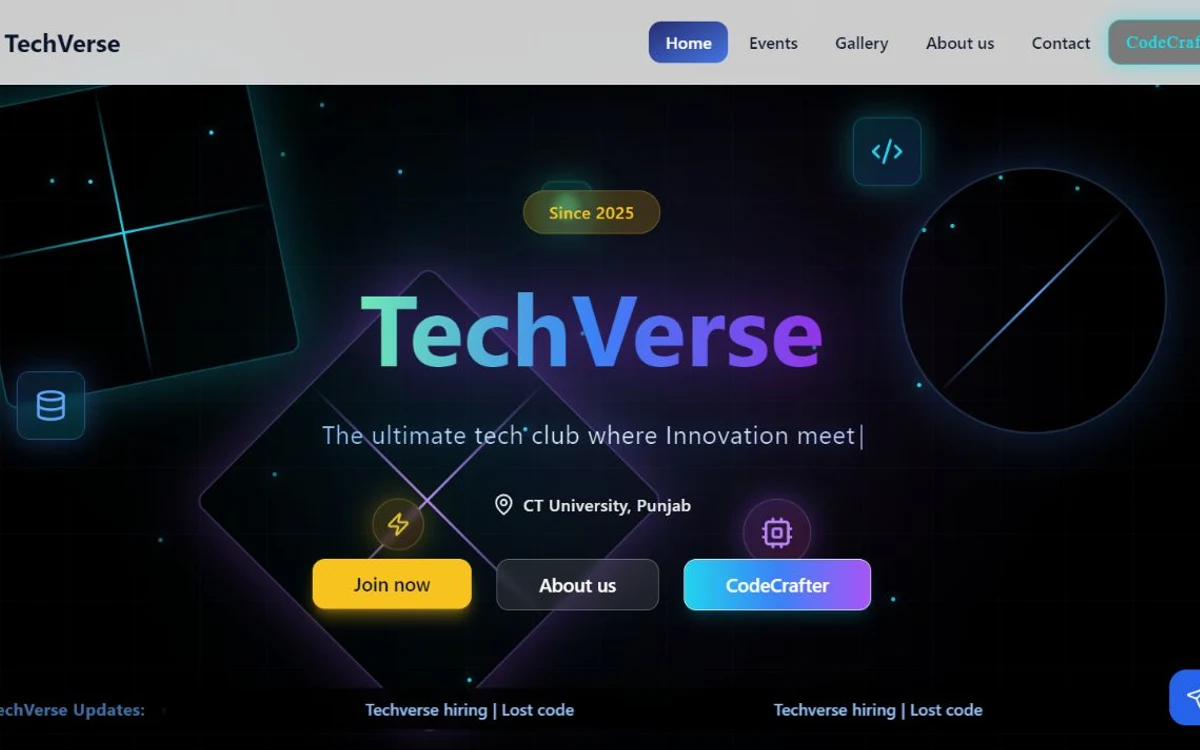 TechVerse
Home
Events
Gallery
About us
Contact
CodeCraf
Since 2025
TechVerse
The ultimate tech club where Innovation meet|
CT University, Punjab
Join now
About us
CodeCrafter
echVerse Updates:
Techverse hiring | Lost code
Techverse hiring | Lost code